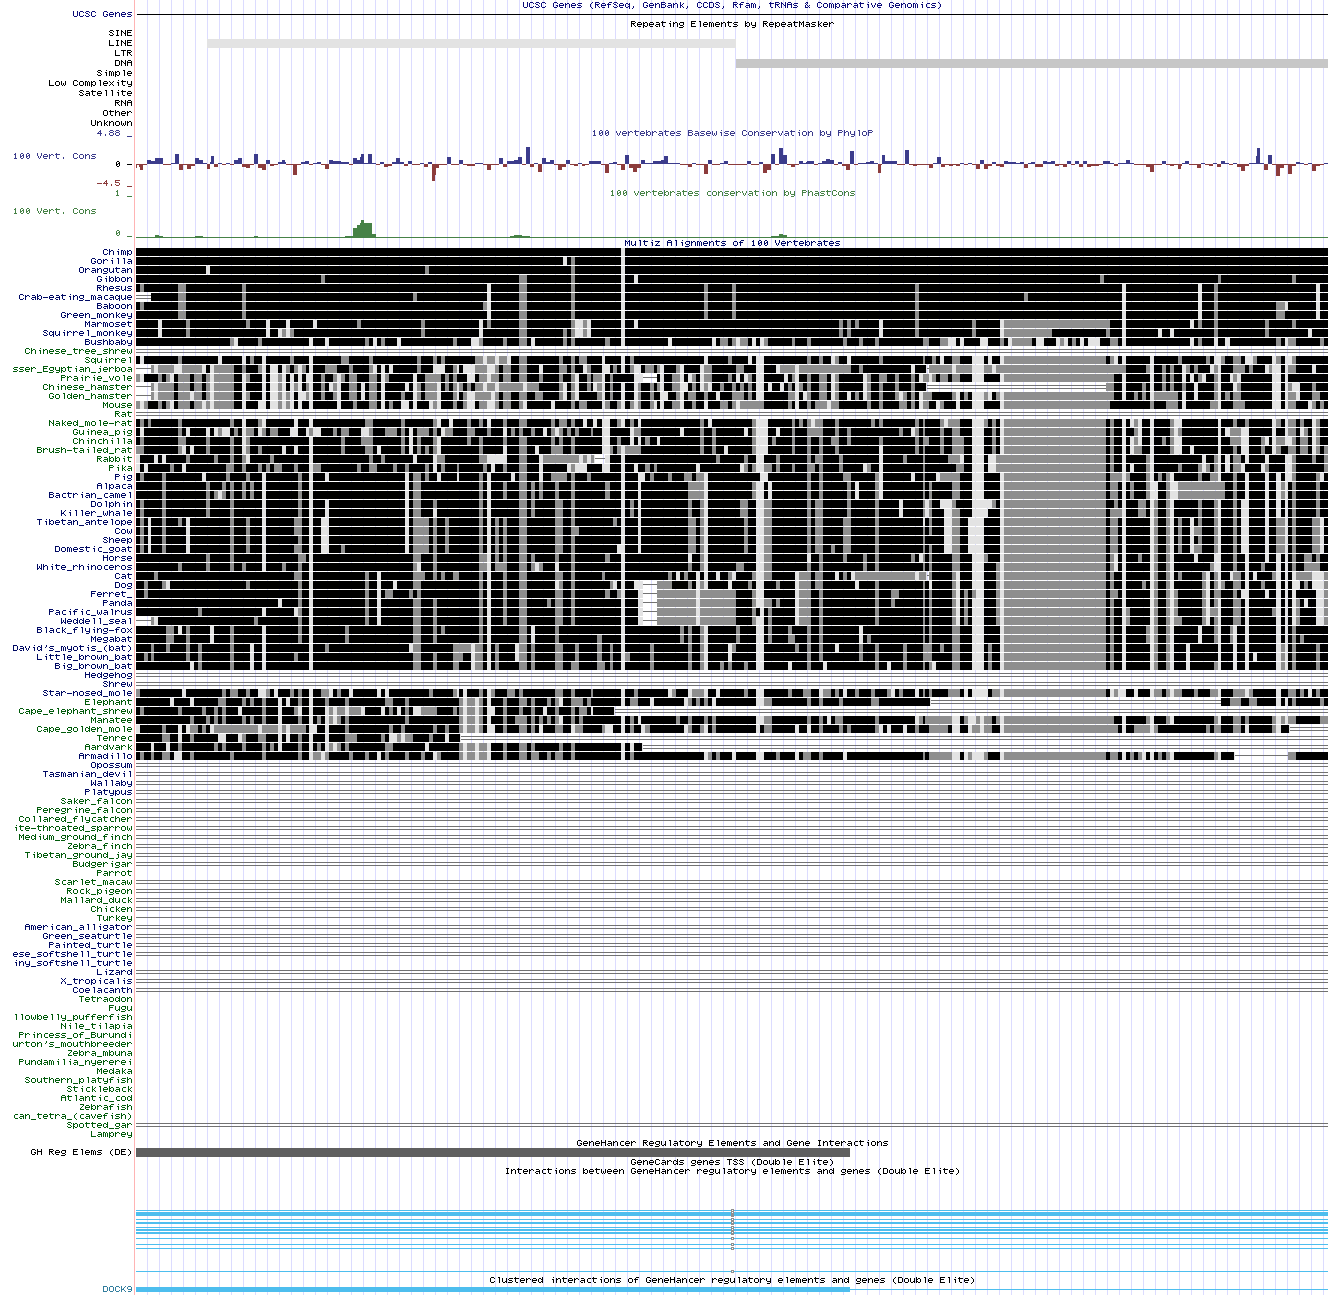 UCSC Genes (RefSeq, GenBank, CCDS, Rfam, tRNAs & Comparative Genomics)
UCSC Genes
Repeating Elements by RepeatMasker
SINE
LINE
LTR
DNA
Simple
Low Complexity
Satellite
RNA
Other
Unknown
4.88 _
100 vertebrates Basewise Conservation by PhyloP
100 Vert. Cons
0 -
-4.5 _
1 _
100 vertebrates conservation by PhastCons
100 Vert. Cons
0 _
Multiz Alignments of 100 Vertebrates
Chimp
Gorilla
Orangutan
Gibbon
Rhesus
Crab-eating_macaque
Baboon
Green_monkey
Marmoset
Squirrel_monkey
Bushbaby
Chinese_tree_shrew
Squirrel
sser_Egyptian_jerboa
Prairie_vole
Chinese_hamster
Golden_hamster
Mouse
Rat
Naked_mole-rat
Guinea_pig
Chinchilla
Brush-tailed_rat
Rabbit
Pika
Pig
Alpaca
Bactrian_camel
Dolphin
Killer_whale
Tibetan_antelope
Cow
Sheep
Domestic_goat
Horse
White_rhinoceros
Cat
Dog
Ferret_
Panda
Pacific_walrus
Weddell_seal
Black_flying-fox
Megabat
David's_myotis_(bat)
Little_brown_bat
Big_brown_bat
Hedgehog
Shrew
Star-nosed_mole
Elephant
Cape_elephant_shrew
Manatee
Cape_golden_mole
Tenrec
Aardvark
Armadillo
Opossum
Tasmanian_devil
Wallaby
Platypus
Saker_falcon
Peregrine_falcon
Collared_flycatcher
ite-throated_sparrow
Medium_ground_finch
Zebra_finch
Tibetan_ground_jay
Budgerigar
Parrot
Scarlet_macaw
Rock_pigeon
Mallard_duck
Chicken
Turkey
American_alligator
Green_seaturtle
Painted_turtle
ese_softshell_turtle
iny_softshell_turtle
Lizard
X_tropicalis
Coelacanth
Tetraodon
Fugu
llowbelly_pufferfish
Nile_tilapia
Princess_of_Burundi
urton's_mouthbreeder
Zebra_mbuna
Pundamilia_nyererei
Medaka
Southern_platyfish
Stickleback
Atlantic_cod
Zebrafish
can_tetra_(cavefish)
Spotted_gar
Lamprey
GeneHancer Regulatory Elements and Gene Interactions
GH Reg Elems (DE)
GeneCards genes TSS (Double Elite)
Interactions between GeneHancer regulatory elements and genes (Double Elite)
Clustered interactions of GeneHancer regulatory elements and genes (Double Elite)
DOCK9